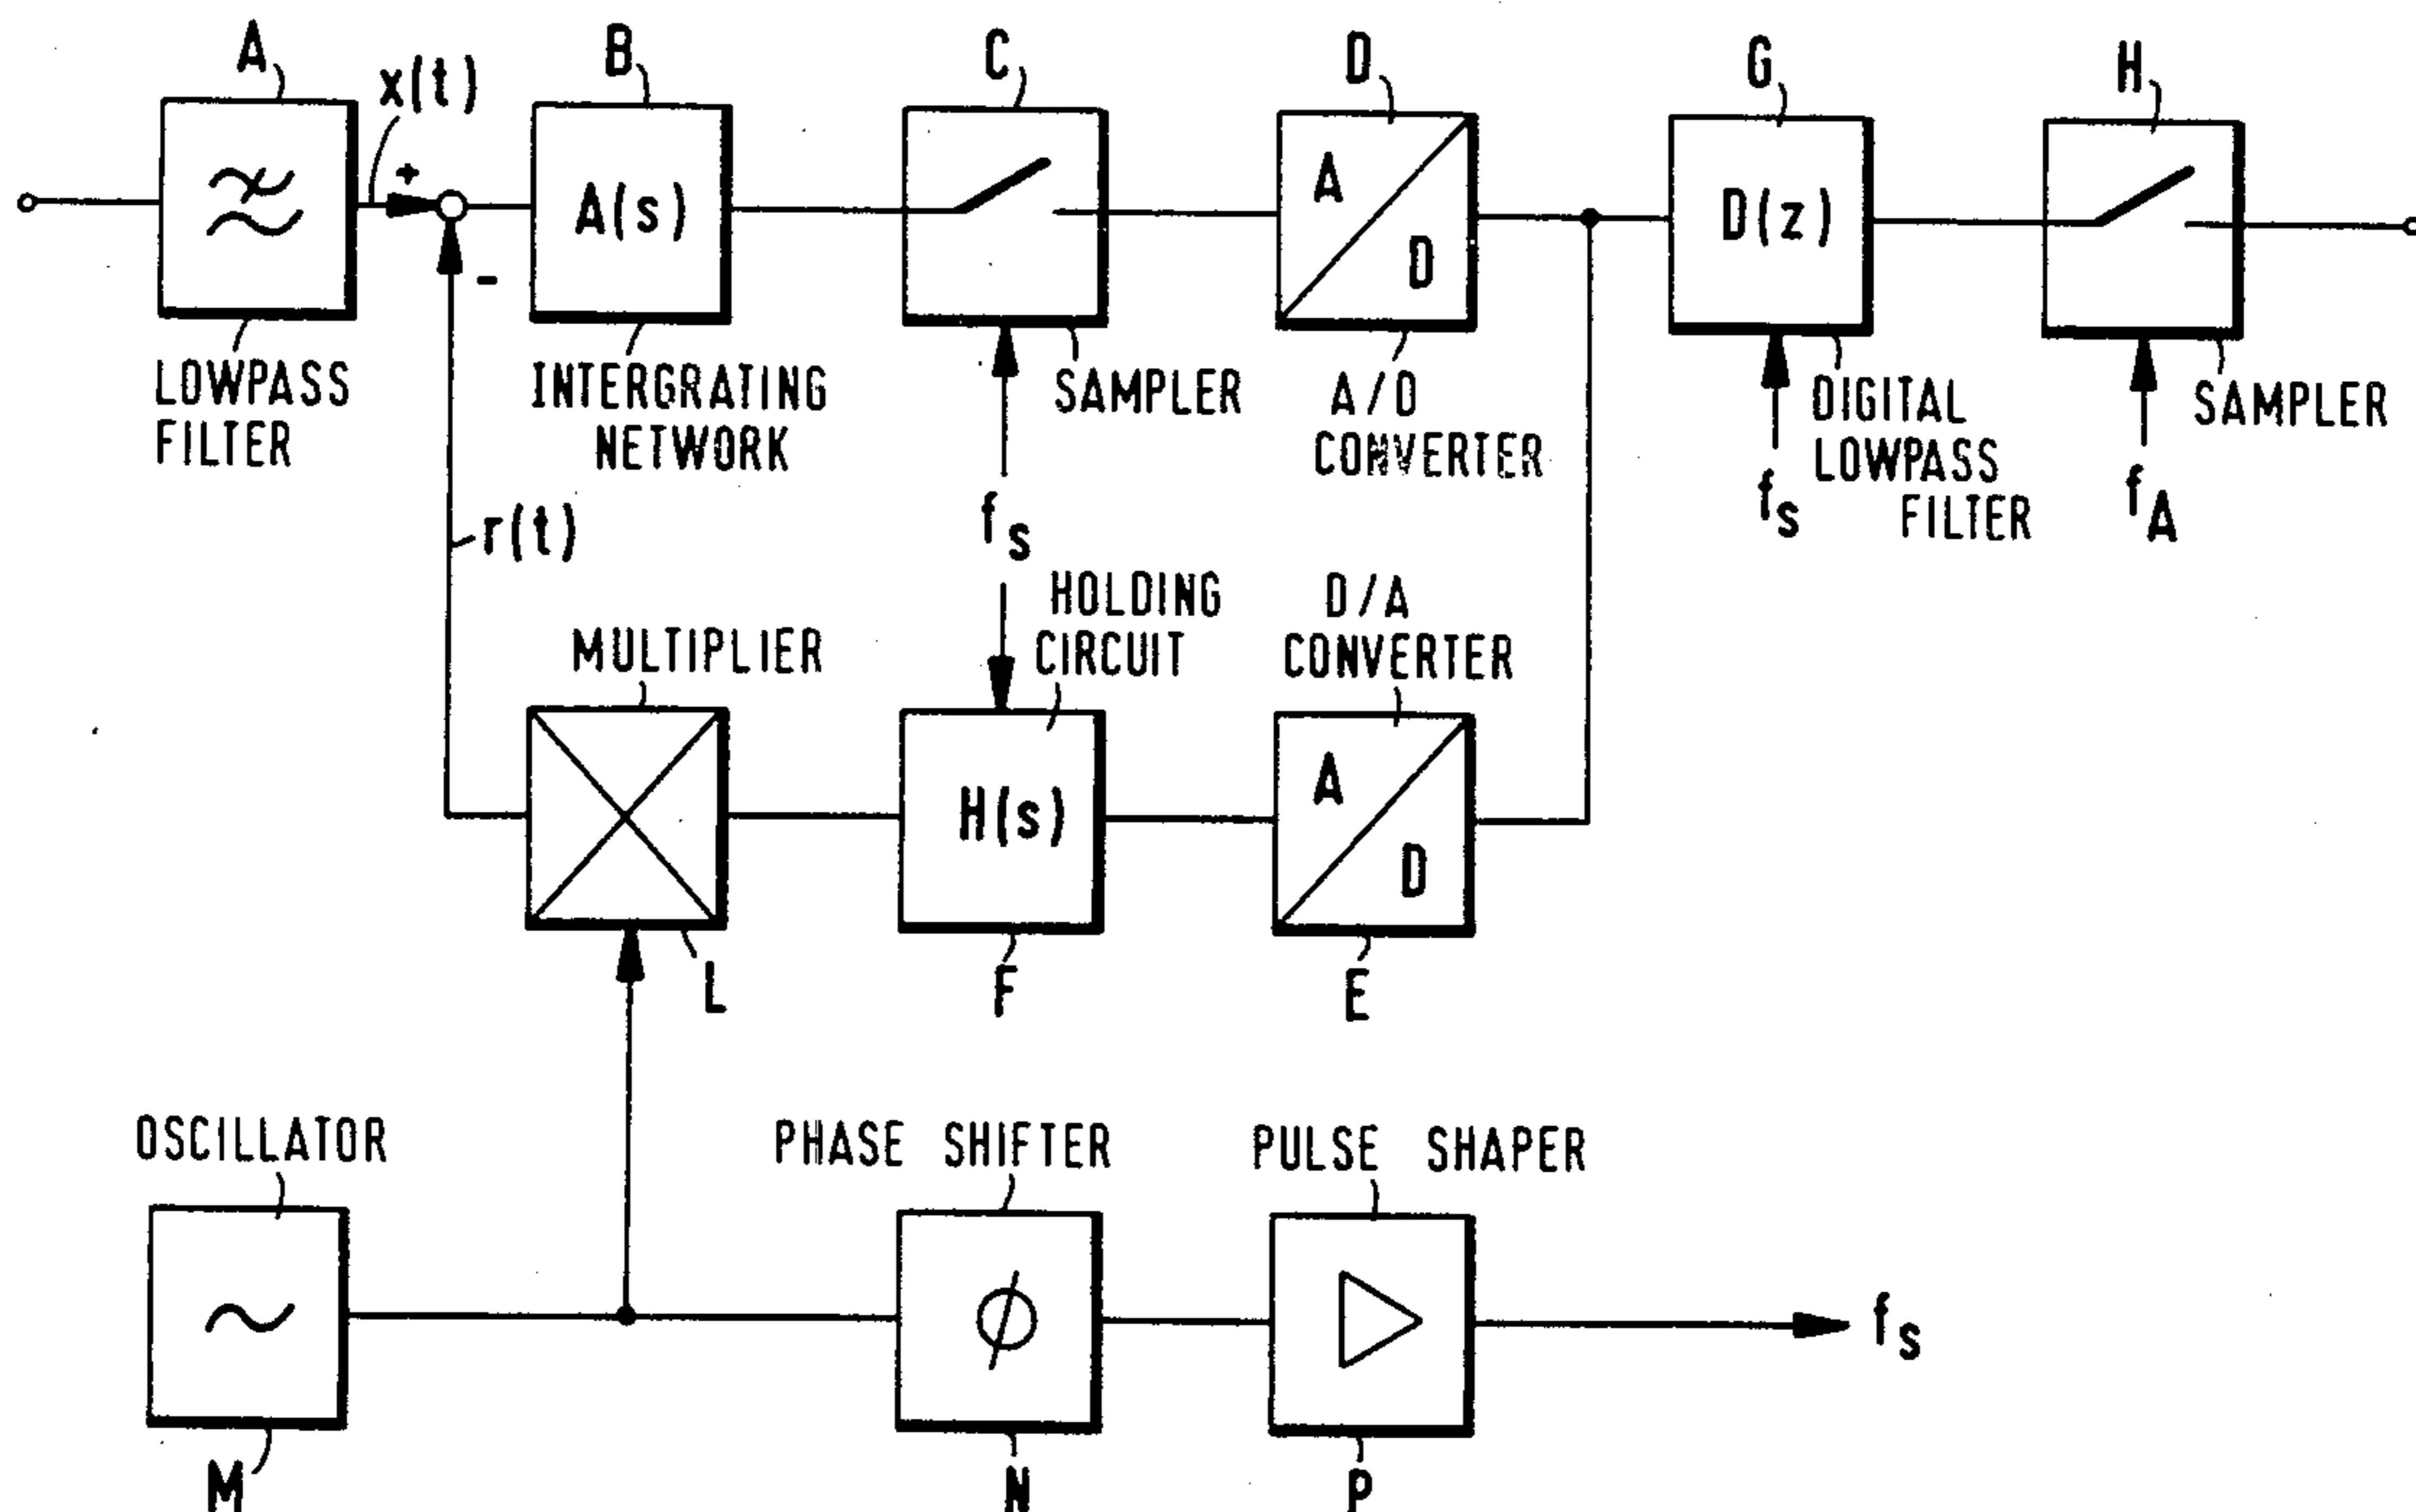 A
x(t)
B
C
D
G
H
+
-
A(s)
A
D
D(z)
LOWPASS
FILTER
INTERGRATING
NETWORK
SAMPLER
A/D
CONVERTER
DIGITAL
LOWPASS
FILTER
SAMPLER
fs
fA
r(t)
fs
MULTIPLIER
HOLDING
CIRCUIT
D/A
CONVERTER
H(s)
A
D
L
F
E
OSCILLATOR
PHASE SHIFTER
PULSE SHAPER
ϕ
fs
M
N
P